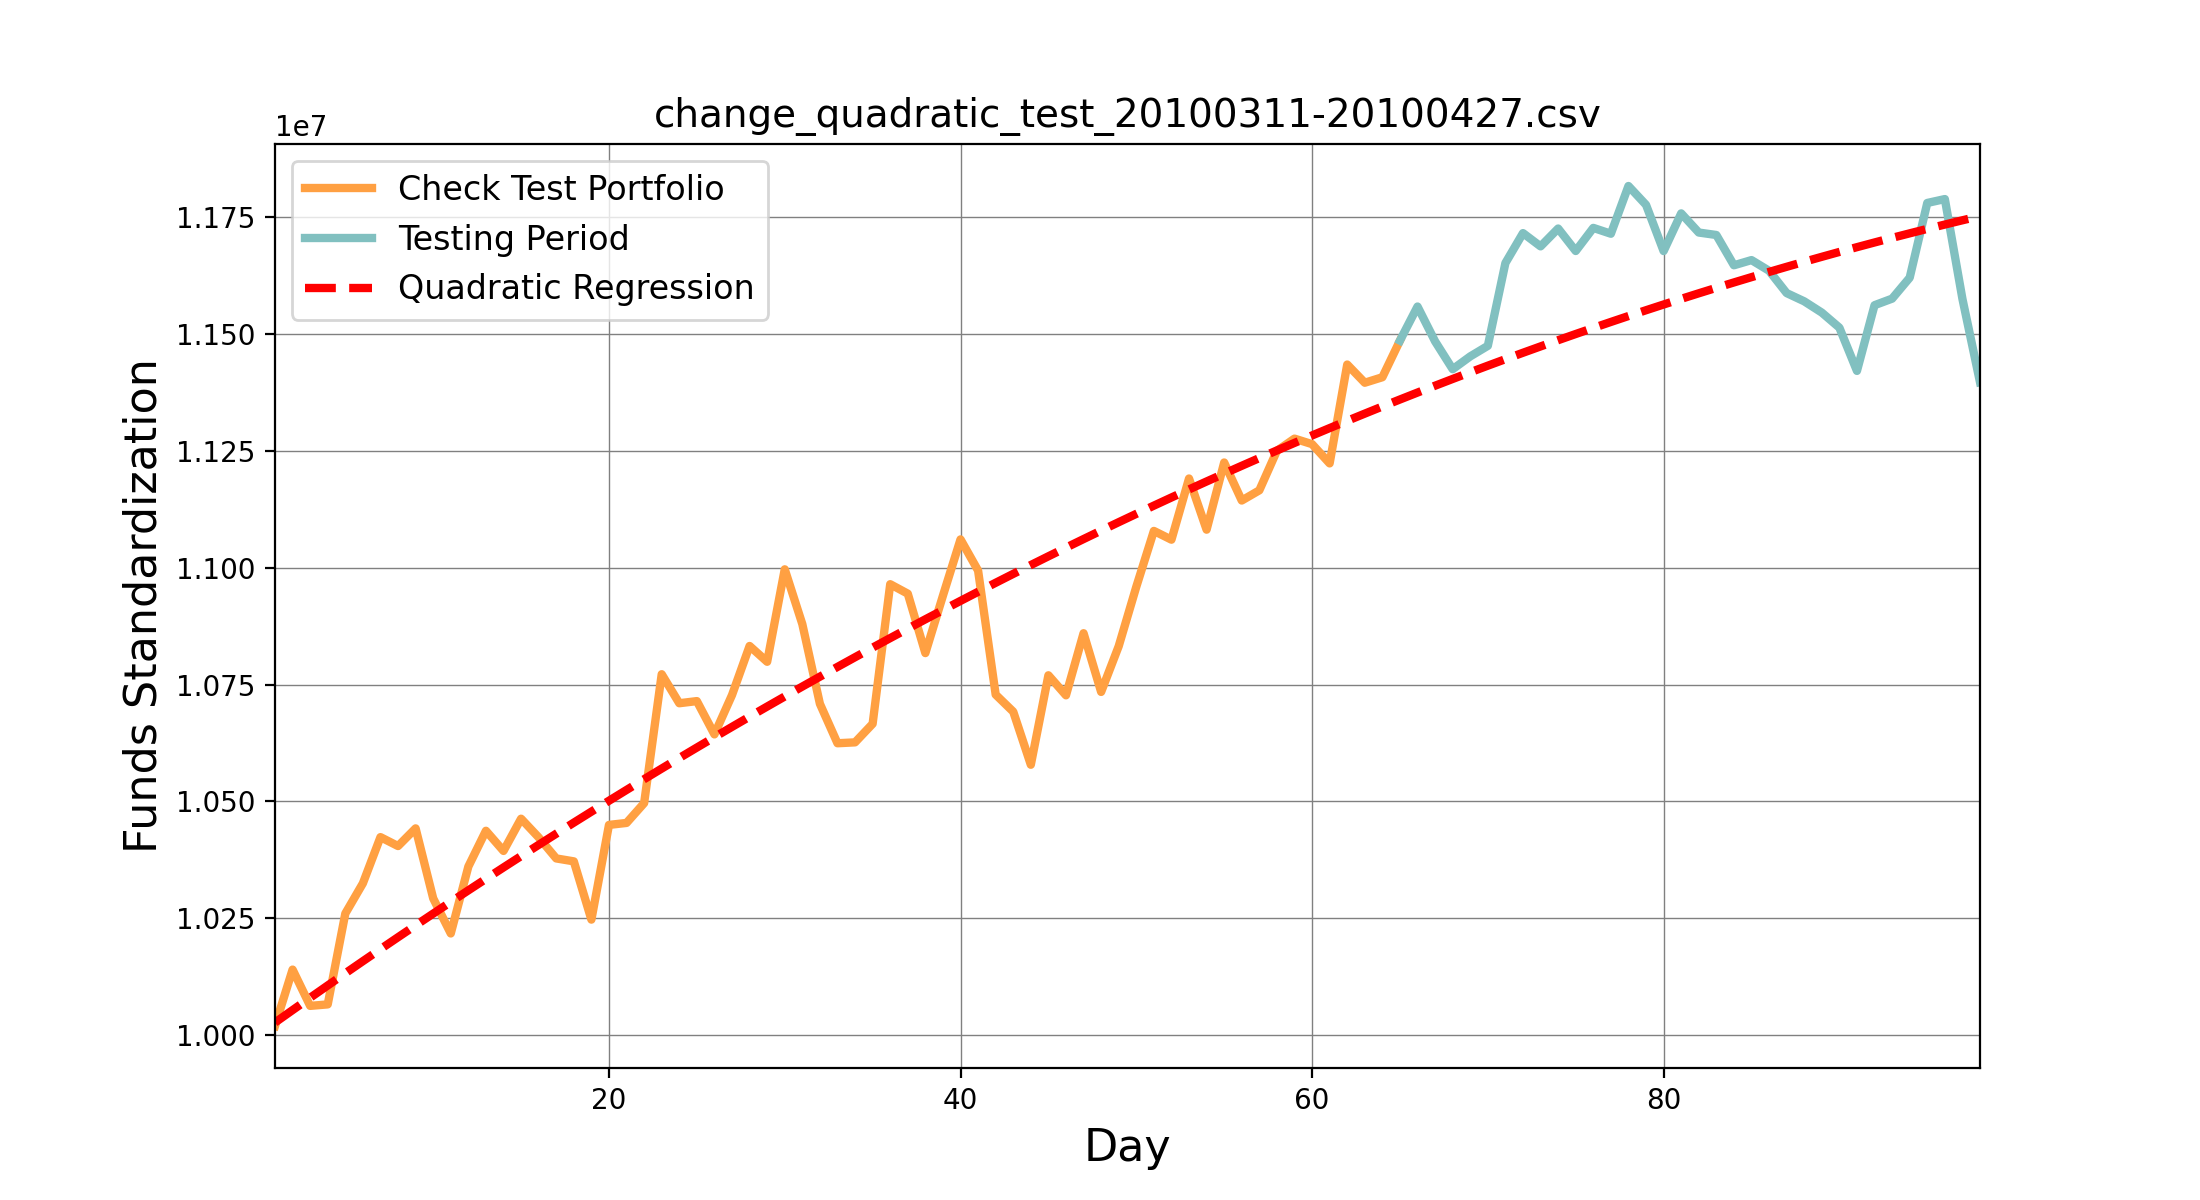 change_quadratic_test_20100311-20100427.csv
1e7
Check Test Portfolio
Testing Period
Quadratic Regression
1.175
1.150
1.125
1.100
1.075
1.050
1.025
1.000
Funds Standardization
20 40 60 80
Day